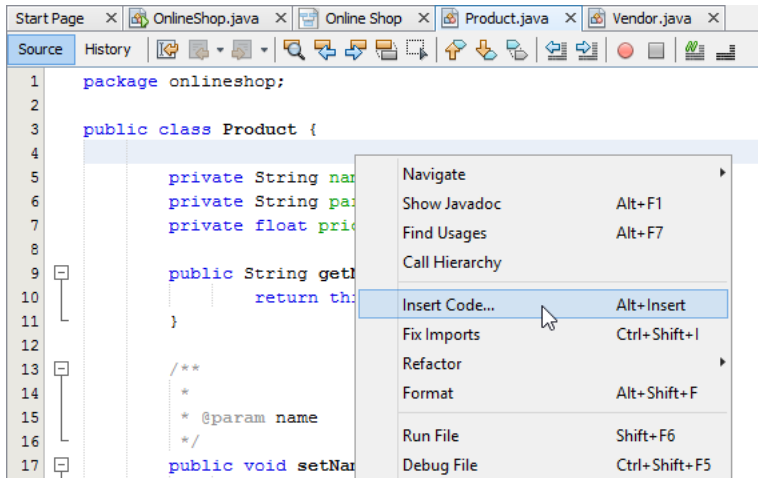 Start Page OnlineShop.java Online Shop Product.java Vendor.java
Source History
1 package onlineshop;
2
3 public class Product {
4
5 private String
6 private String
7 private float
8
9 public String
10 return
11 }
12
13 /**
14 *
15 * @param name
16 */
17 public void
Navigate
Show Javadoc Alt+F1
Find Usages Alt+F7
Call Hierarchy
Insert Code... Alt+Insert
Fix Imports Ctrl+Shift+I
Refactor
Format Alt+Shift+F
Run File Shift+F6
Debug File Ctrl+Shift+F5